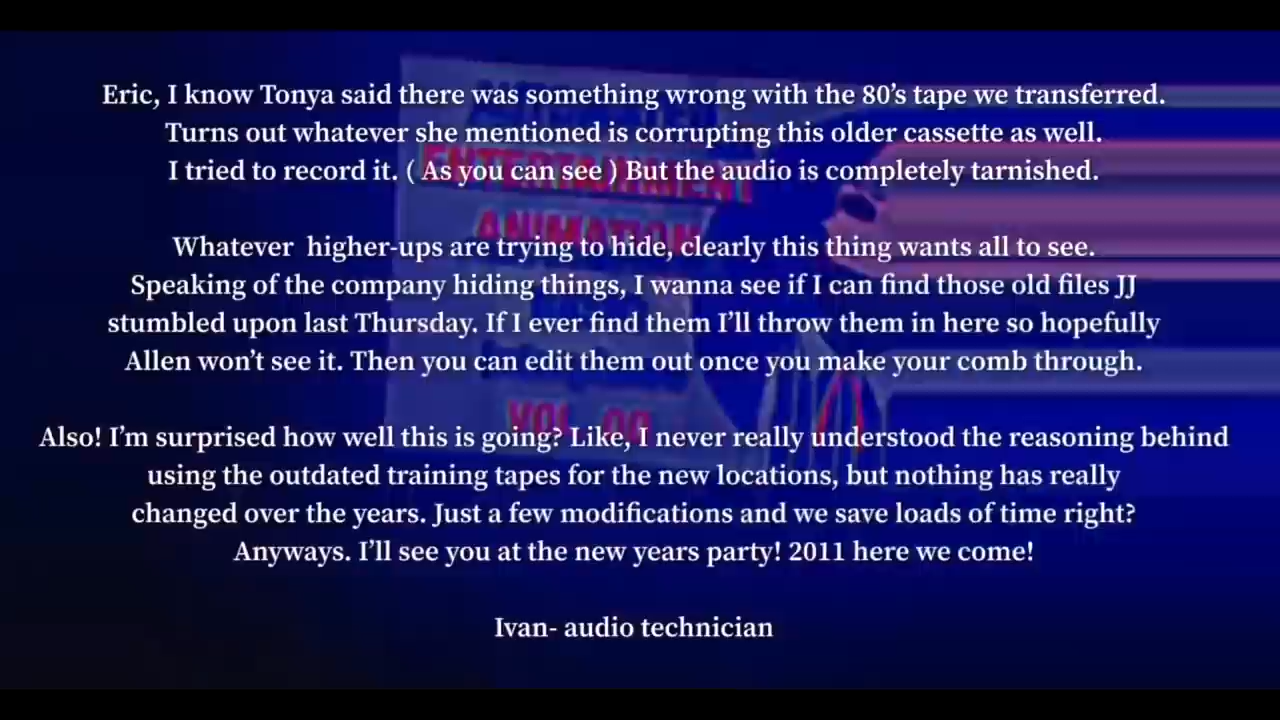 Eric, I know Tonya said there was something wrong with the 80's tape we transferred.
Turns out whatever she mentioned is corrupting this older cassette as well.
I tried to record it. ( As you can see ) But the audio is completely tarnished.
Whatever  higher-ups are trying to hide, clearly this thing wants all to see.
Speaking of the company hiding things, I wanna see if I can find those old files JJ
stumbled upon last Thursday. If I ever find them I'll throw them in here so hopefully
Allen won't see it. Then you can edit them out once you make your comb through.
Also! I'm surprised how well this is going? Like, I never really understood the reasoning behind
using the outdated training tapes for the new locations, but nothing has really
changed over the years. Just a few modifications and we save loads of time right?
Anyways. I'll see you at the new years party! 2011 here we come!
Ivan- audio technician
ENTERTAINMENT
ANIMATION